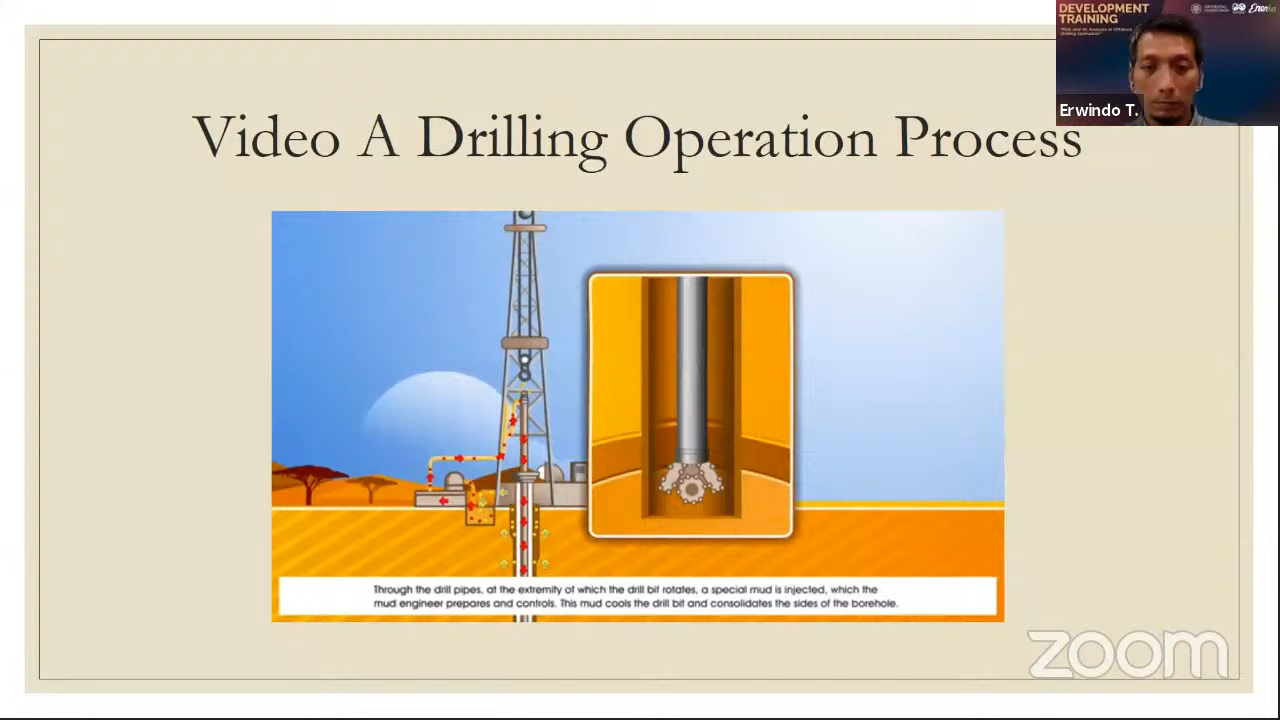 DEVELOPMENT
TRAINING
Erwindo T.
Video A Drilling Operation Process
Through the drill pipes, at the extremity of which the drill bit rotates, a special mud is injected, which the
mud engineer prepares and controls. This mud cools the drill bit and consolidates the sides of the borehole.
zoom